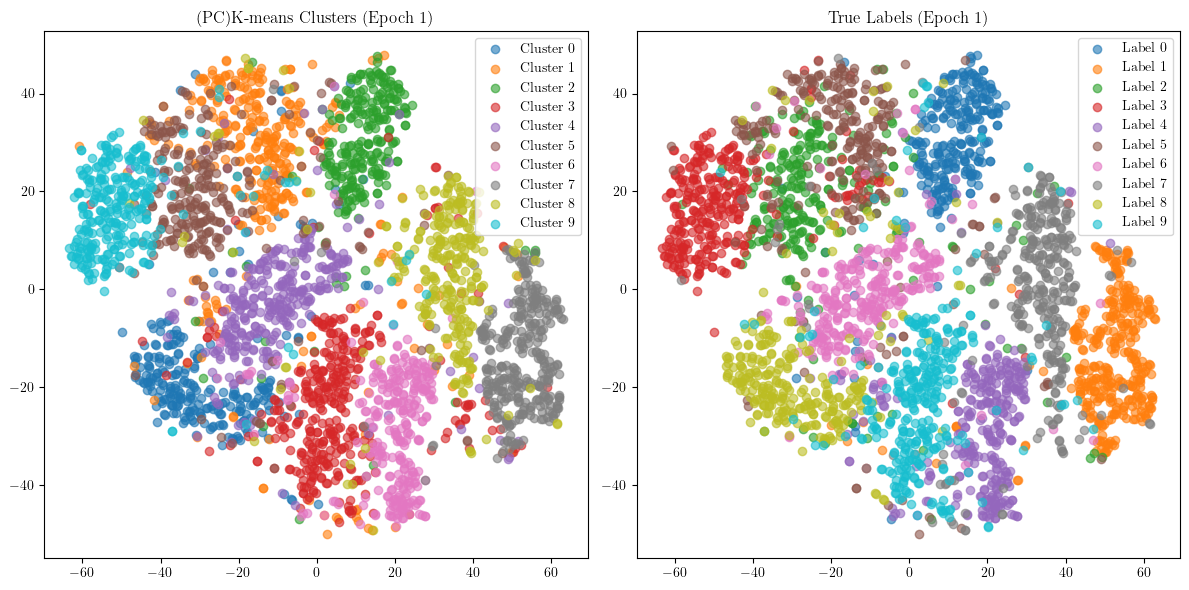 (PC)K-means Clusters (Epoch 1)
Cluster 0
Cluster 1
Cluster 2
Cluster 3
Cluster 4
Cluster 5
Cluster 6
Cluster 7
Cluster 8
Cluster 9
40
20
0
−20
−40
−60
−40
−20
0
20
40
60
True Labels (Epoch 1)
Label 0
Label 1
Label 2
Label 3
Label 4
Label 5
Label 6
Label 7
Label 8
Label 9
40
20
0
−20
−40
−60
−40
−20
0
20
40
60